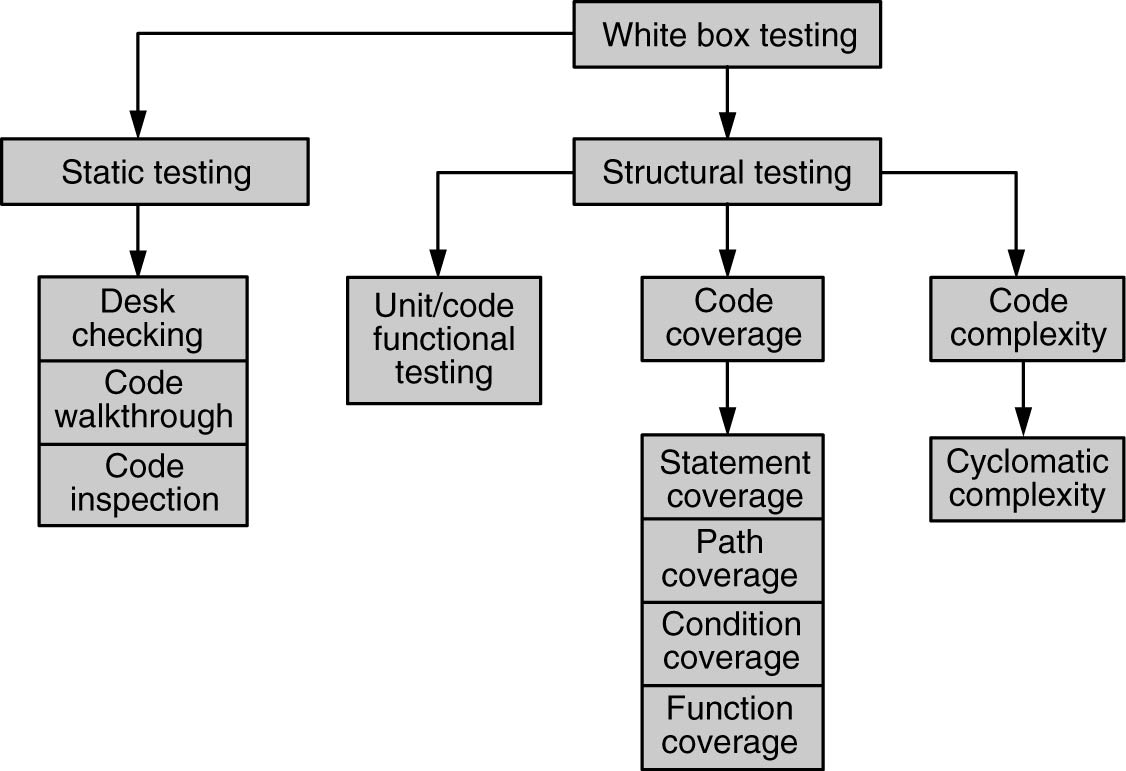 White box testing
Static testing
Structural testing
Desk
checking
Code
walkthrough
Code
inspection
Unit/code
functional
testing
Code
coverage
Statement
coverage
Path
coverage
Condition
coverage
Function
coverage
Code
complexity
Cyclomatic
complexity